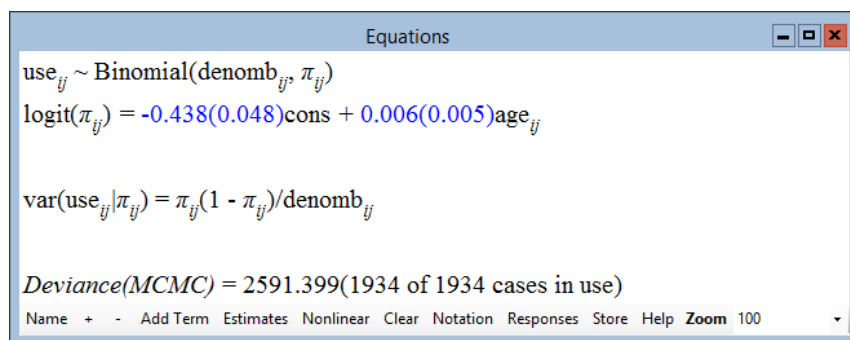 Equations
use_ij ~ Binomial(denomb_ij, π_ij)
logit(π_ij) = -0.438(0.048)cons + 0.006(0.005)age_ij
var(use_ij|π_ij) = π_ij(1 - π_ij)/denomb_ij
Deviance(MCMC) = 2591.399(1934 of 1934 cases in use)
Name + - Add Term Estimates Nonlinear Clear Notation Responses Store Help Zoom 100